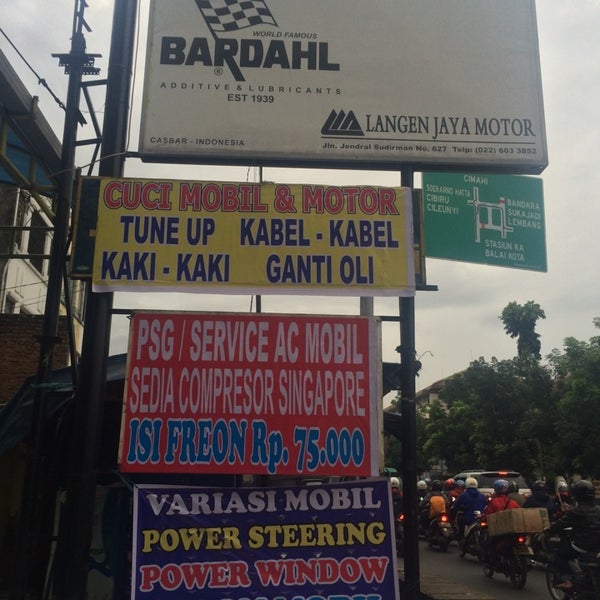 WORLD FAMOUS
BARDAHL
®
ADDITIVE & LUBRICANTS
EST 1939
CASBAR - INDONESIA
LANGEN JAYA MOTOR
Jln. Jendral Sudirman No. 627 Telp: (022) 603 3852
CUCI MOBIL & MOTOR
TUNE UP KABEL - KABEL
KAKI - KAKI GANTI OLI
CIMAHI
SOEKARNO HATTA
CIBIRU
CILEUNYI
BANDARA
SUKAJADI
LEMBANG
STASIUN KA
BALAI KOTA
PSG / SERVICE AC MOBIL
SEDIA COMPRESOR SINGAPORE
ISI FREON Rp. 75.000
VARIASI MOBIL
POWER STEERING
POWER WINDOW